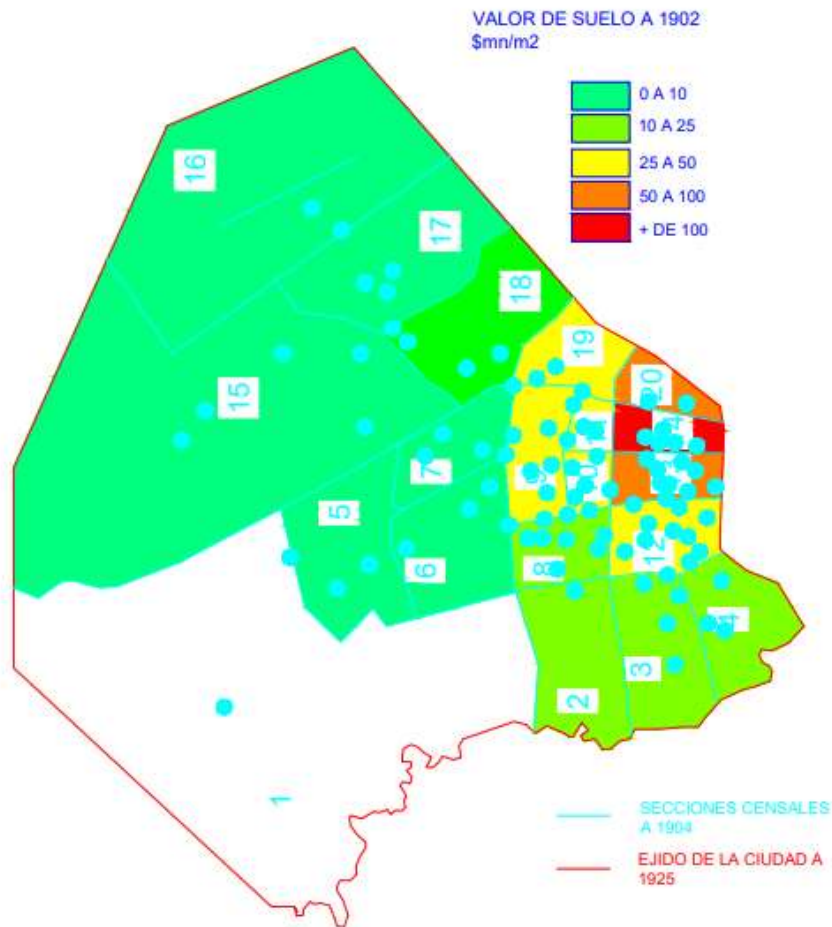 VALOR DE SUELO A 1902
$mn/m2
0 A 10
10 A 25
25 A 50
50 A 100
+ DE 100
16
17
18
15
19
20
7
5
6
8
12
2
3
1
SECCIONES CENSALES
A 1904
EJIDO DE LA CIUDAD A
1925